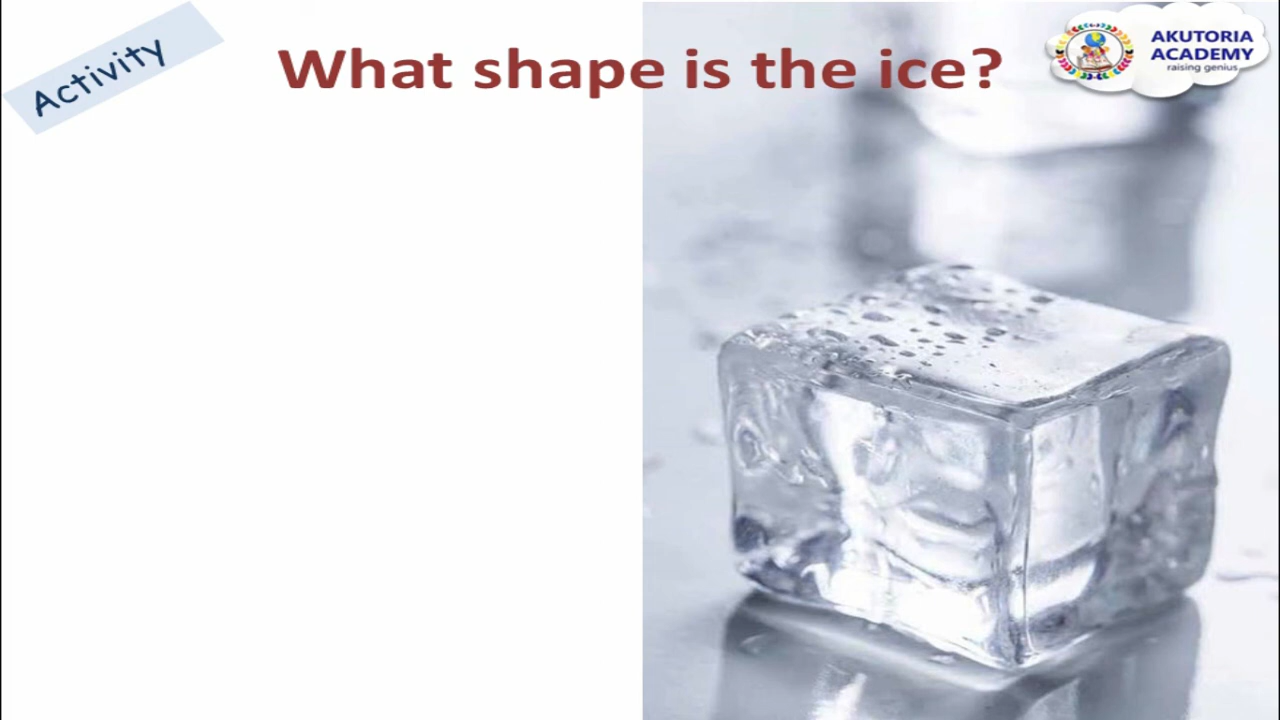 Activity
What shape is the ice?
AKUTORIA
ACADEMY
raising genius